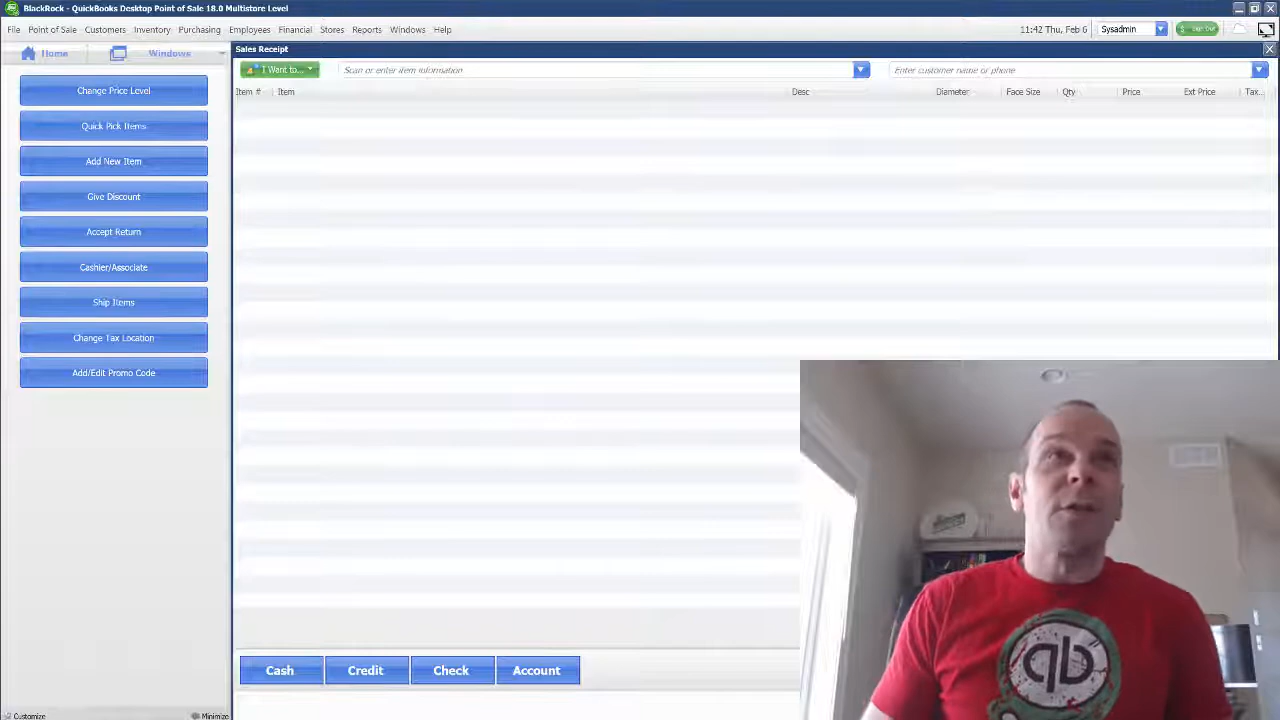 BlackRock - QuickBooks Desktop Point of Sale 18.0 Multistore Level
File Point of Sale Customers Inventory Purchasing Employees Financial Stores Reports Windows Help 11:42 Thu, Feb 6 Sysadmin Sign Out
Home Windows
Sales Receipt
I Want to... Scan or enter item information Enter customer name or phone
Item # Item Desc Diameter Face Size Qty Price Ext Price Tax...
Change Price Level
Quick Pick Items
Add New Item
Give Discount
Accept Return
Cashier/Associate
Ship Items
Change Tax Location
Add/Edit Promo Code
qb
Cash Credit Check Account
Customize Minimize